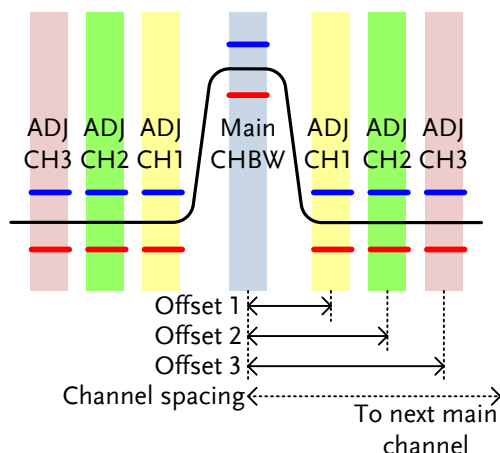 ADJ ADJ ADJ Main ADJ ADJ ADJ
CH3 CH2 CH1 CHBW CH1 CH2 CH3
Offset 1
Offset 2
Offset 3
Channel spacing
To next main
channel